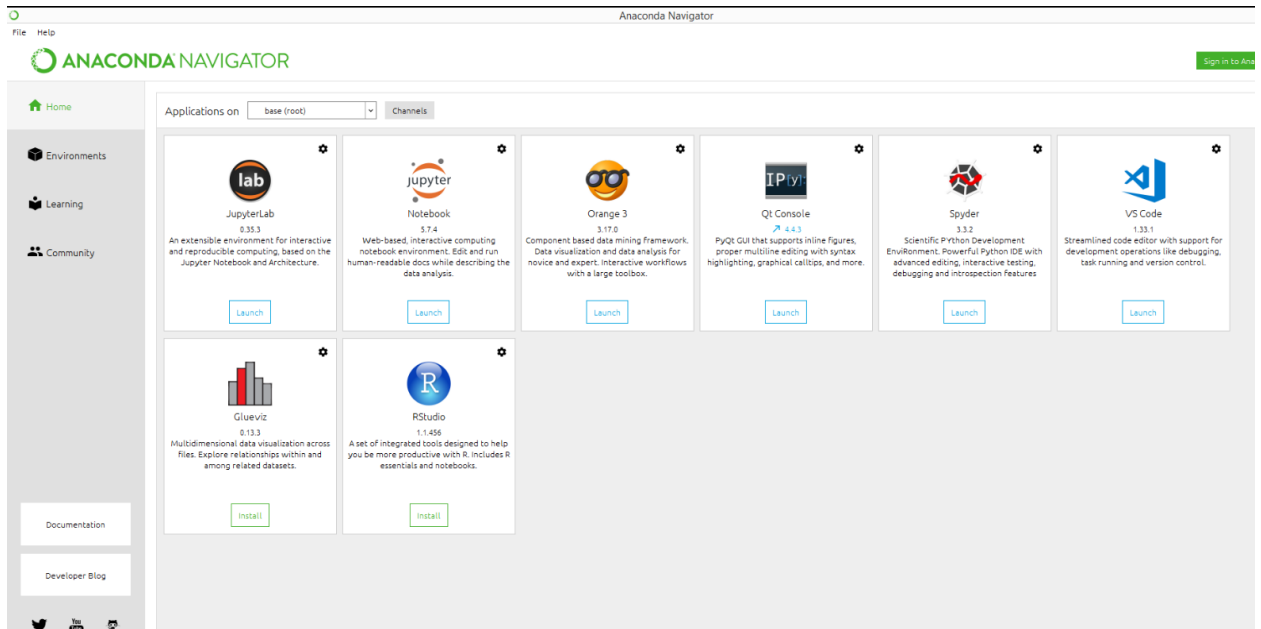 Anaconda Navigator
File Help
ANACONDA NAVIGATOR
Sign in to Ana
Home
Environments
Learning
Community
Documentation
Developer Blog
Applications on base (root) Channels
lab
JupyterLab
0.35.3
An extensible environment for interactive
and reproducible computing, based on the
Jupyter Notebook and Architecture.
Launch
jupyter
Notebook
5.7.4
Web-based, interactive computing
notebook environment. Edit and run
human-readable docs while describing the
data analysis.
Launch
Orange 3
3.17.0
Component based data mining framework.
Data visualization and data analysis for
novice and expert. Interactive workflows
with a large toolbox.
Launch
IP[y]:
Qt Console
4.4.3
PyQt GUI that supports inline figures,
proper multiline editing with syntax
highlighting, graphical calltips, and more.
Launch
Spyder
3.3.2
Scientific PYthon Development
EnviRonment. Powerful Python IDE with
advanced editing, interactive testing,
debugging and introspection features
Launch
VS Code
1.33.1
Streamlined code editor with support for
development operations like debugging,
task running and version control.
Launch
Glueviz
0.13.3
Multidimensional data visualization across
files. Explore relationships within and
among related datasets.
Install
R
RStudio
1.1.456
A set of integrated tools designed to help
you be more productive with R. Includes R
essentials and notebooks.
Install
You